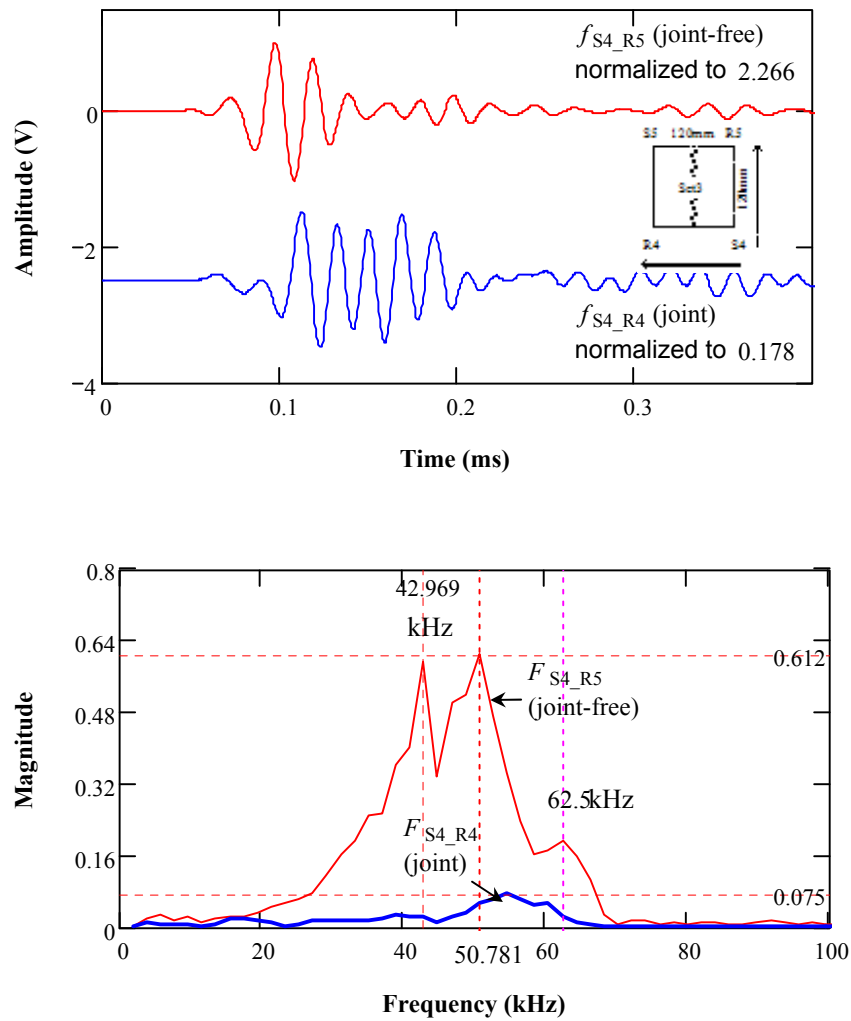 f S4_R5 (joint-free)
normalized to 2.266
0
−2
−4
Amplitude (V)
S5 120mm R5
Sct3
120mm
R4 S4
f S4_R4 (joint)
normalized to 0.178
0 0.1 0.2 0.3
Time (ms)
0.8
0.64
0.48
0.32
0.16
0
Magnitude
42.969
kHz
0.612
F S4_R5
(joint-free)
62.5kHz
F S4_R4
(joint)
0.075
0 20 40 60 80 100
50.781
Frequency (kHz)